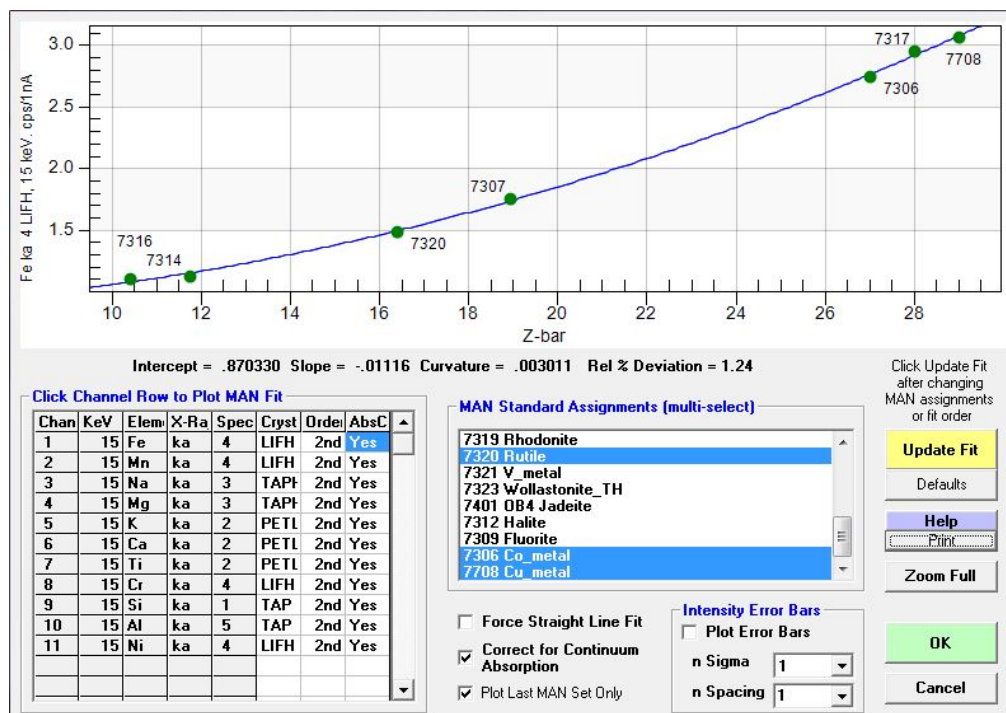 3.0
2.5
2.0
1.5
Fe ka 4 LIFH, 15 keV. cps/1nA
7316
7314
7320
7307
7317
7306
7708
10 12 14 16 18 20 22 24 26 28
Z-bar
Intercept = .870330 Slope = -.01116 Curvature = .003011 Rel % Deviation = 1.24
Click Channel Row to Plot MAN Fit
Chan KeV Elem X-Ra Spec Cryst Orde AbsC
1 15 Fe ka 4 LIFH 2nd Yes
2 15 Mn ka 4 LIFH 2nd Yes
3 15 Na ka 3 TAPH 2nd Yes
4 15 Mg ka 3 TAPH 2nd Yes
5 15 K ka 2 PETL 2nd Yes
6 15 Ca ka 2 PETL 2nd Yes
7 15 Ti ka 2 PETL 2nd Yes
8 15 Cr ka 4 LIFH 2nd Yes
9 15 Si ka 1 TAP 2nd Yes
10 15 Al ka 5 TAP 2nd Yes
11 15 Ni ka 4 LIFH 2nd Yes
MAN Standard Assignments (multi-select)
7319 Rhodonite
7320 Rutile
7321 V_metal
7323 Wollastonite_TH
7401 OB4 Jadeite
7312 Halite
7309 Fluorite
7306 Co_metal
7708 Cu_metal
Force Straight Line Fit
Correct for Continuum
Absorption
Plot Last MAN Set Only
Intensity Error Bars
Plot Error Bars
n Sigma 1
n Spacing 1
Click Update Fit
after changing
MAN assignments
or fit order
Update Fit
Defaults
Help
Print
Zoom Full
OK
Cancel